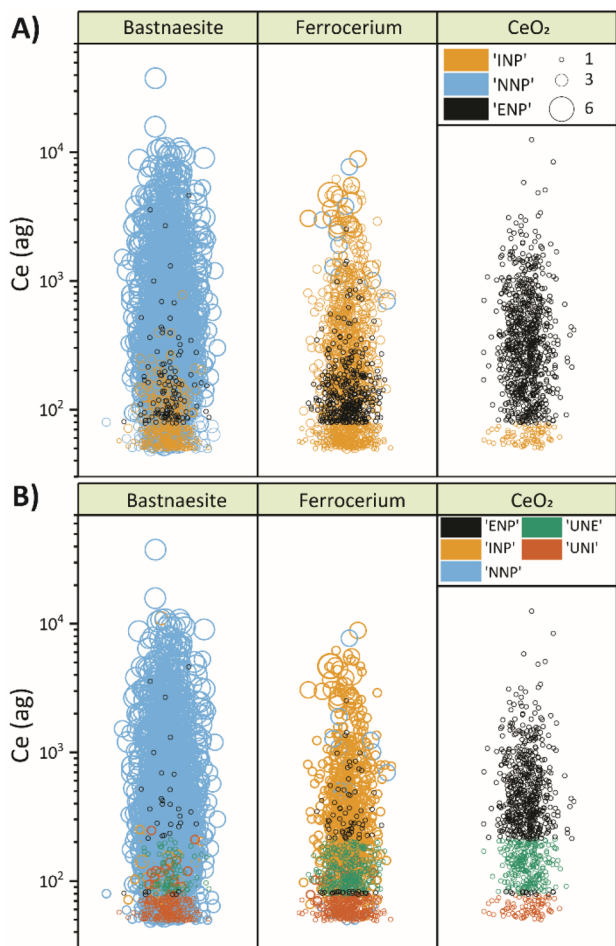 A)
Bastnaesite Ferrocerium CeO₂
'INP' 1
'NNP' 3
'ENP' 6
10⁴
10³
10²
Ce (ag)
B)
Bastnaesite Ferrocerium CeO₂
'ENP' 'UNE'
'INP' 'UNI'
'NNP'
10⁴
10³
10²
Ce (ag)